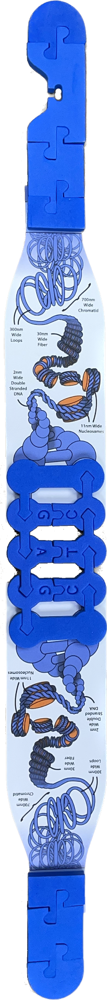 700nm
Wide
Chromatid
300nm
Wide
Loops
30nm
Wide
Fiber
2nm
Wide
Double
Stranded
DNA
11nm Wide
Nucleosomes
G C
A T
G C
11nm Wide
Nucleosomes
2nm
Wide
Double
Stranded
DNA
30nm
Wide
Fiber
300nm
Wide
Loops
700nm
Wide
Chromatid